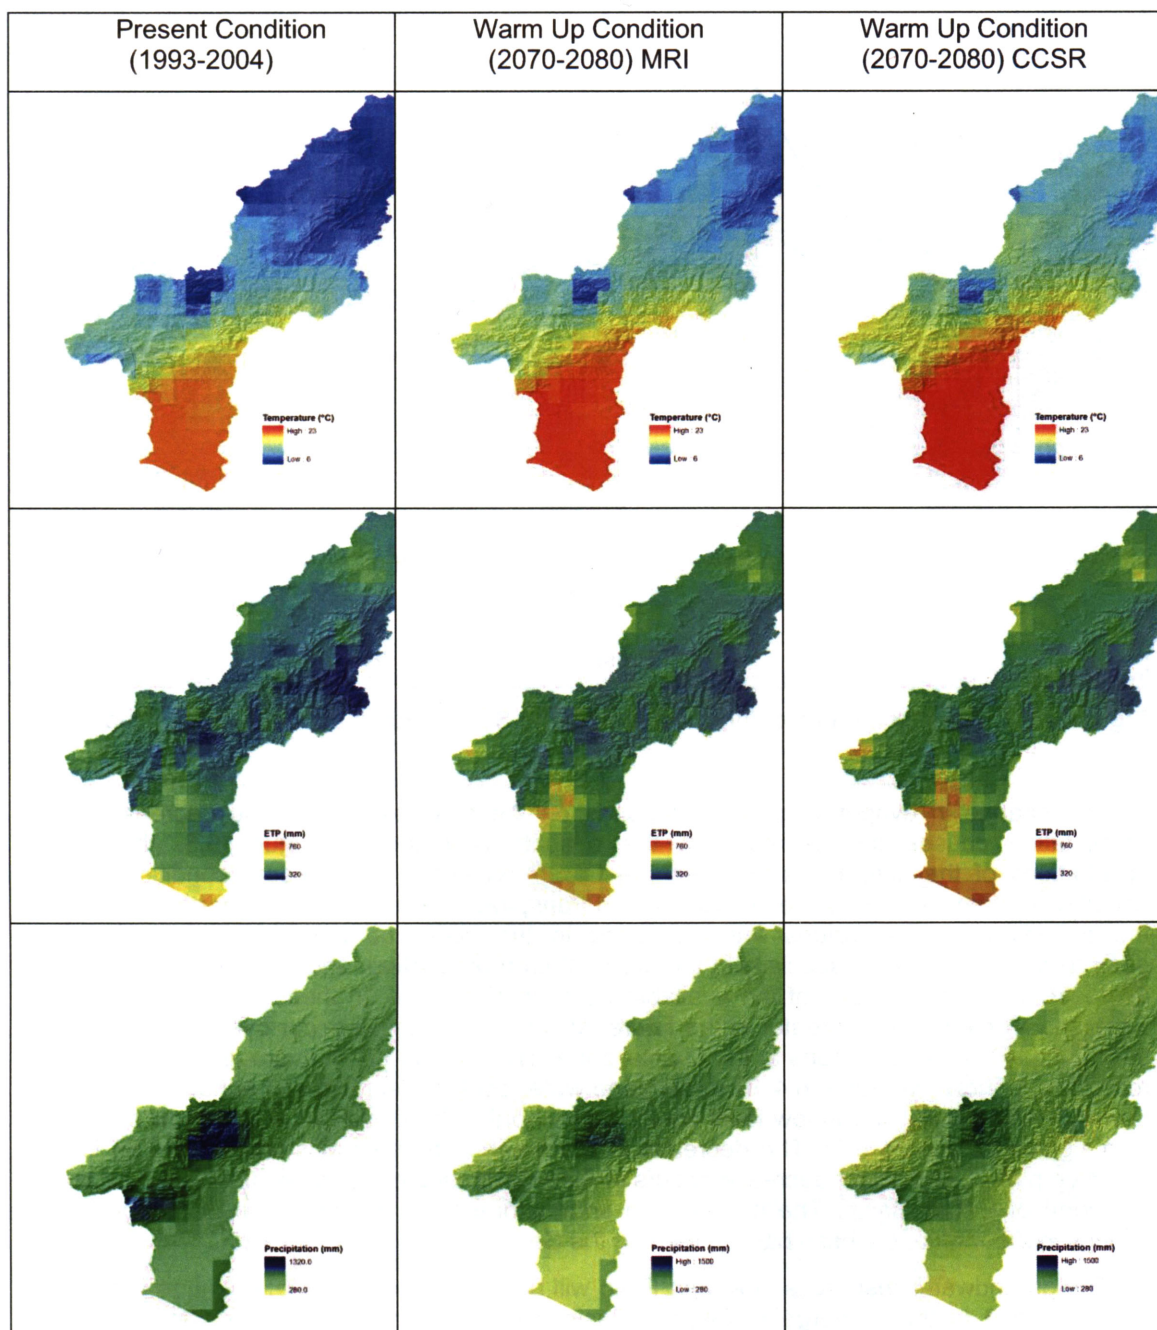 Present Condition
(1993-2004)
Warm Up Condition
(2070-2080) MRI
Warm Up Condition
(2070-2080) CCSR
Temperature (°C)
High : 23
Low : 6
Temperature (°C)
High : 23
Low : 6
Temperature (°C)
High : 23
Low : 6
ETP (mm)
760
320
ETP (mm)
760
320
ETP (mm)
760
320
Precipitation (mm)
1320.0
280.0
Precipitation (mm)
High : 1500
Low : 280
Precipitation (mm)
High : 1500
Low : 280